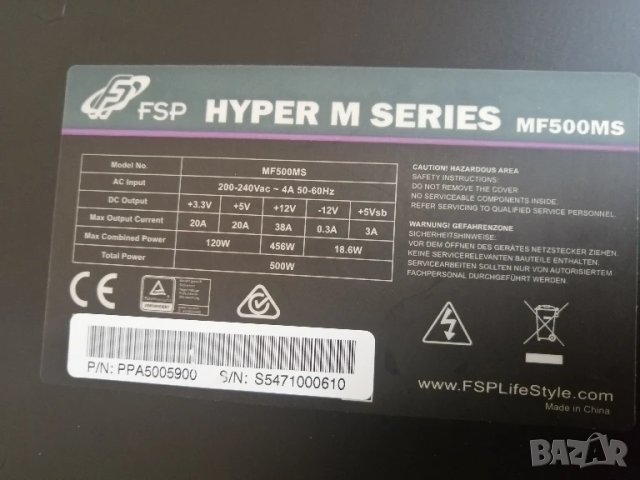 FSP HYPER M SERIES MF500MS
Model No. MF500MS
AC Input 200-240Vac ~ 4A 50-60Hz
DC Output +3.3V +5V +12V -12V +5Vsb
Max Output Current 20A 20A 38A 0.3A 3A
Max Combined Power 120W 456W 18.6W
Total Power 500W
CAUTION! HAZARDOUS AREA
SAFETY INSTRUCTIONS:
DO NOT REMOVE THE COVER
NO SERVICEABLE COMPONENTS INSIDE.
REFER SERVICING TO QUALIFIED SERVICE PERSONNEL.
WARNUNG! GEFAHRENZONE
SICHERHEITSHINWEISE:
VOR DEM ÖFFNEN DES GERÄTES NETZSTECKER ZIEHEN.
KEINE SERVICERELEVANTEN BAUTEILE ENTHALTEN.
SERVICEARBEITEN SOLLTEN NUR VON AUTORISIERTEM
FACHPERSONAL DURCHGEFÜHRT WERDEN.
CE
P/N: PPA5005900 S/N: S5471000610
www.FSPLifeStyle.com
Made in China
BAZAR